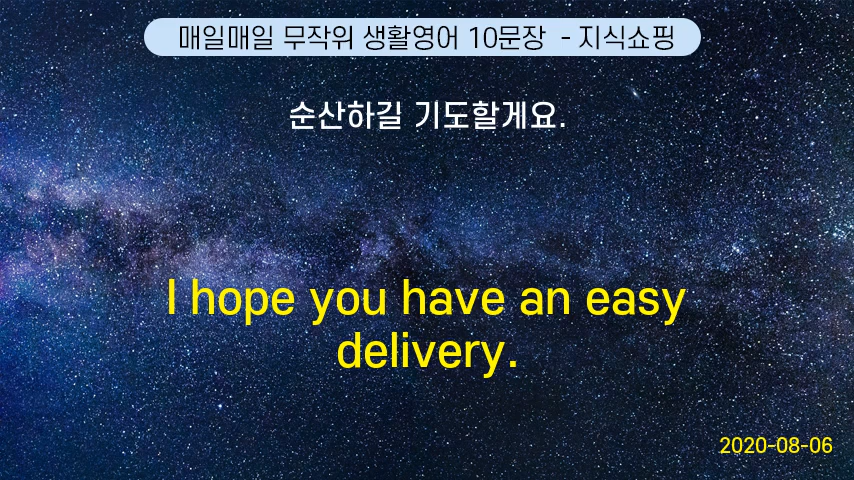 매일매일 무작위 생활영어 10문장 - 지식쇼핑
순산하길 기도할게요.
I hope you have an easy
delivery.
2020-08-06